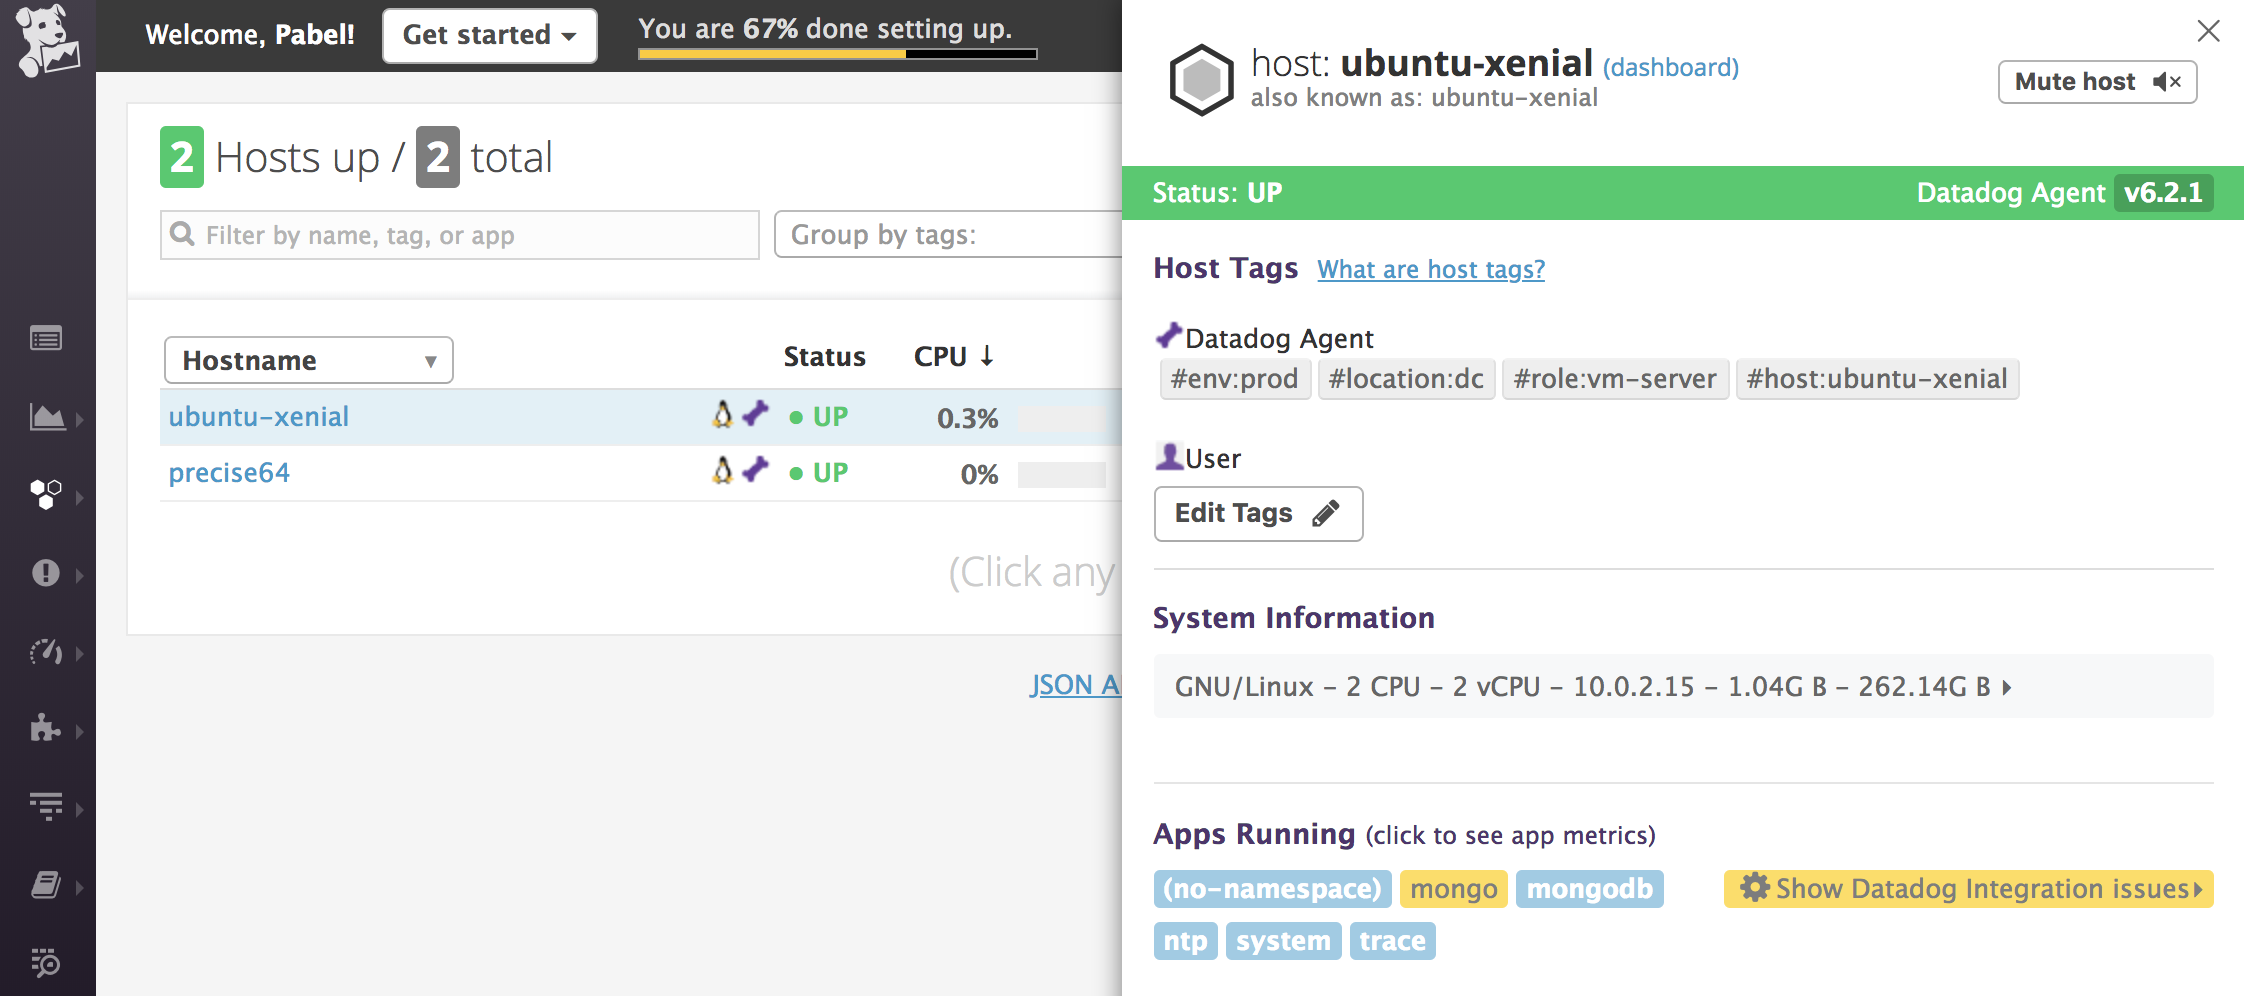 Welcome, Pabel!
Get started
You are 67% done setting up.
2 Hosts up / 2 total
Filter by name, tag, or app
Group by tags:
Hostname Status CPU ↓
ubuntu-xenial UP 0.3%
precise64 UP 0%
(Click any
JSON A
host: ubuntu-xenial (dashboard)
also known as: ubuntu-xenial
Mute host
Status: UP
Datadog Agent v6.2.1
Host Tags What are host tags?
Datadog Agent
#env:prod #location:dc #role:vm-server #host:ubuntu-xenial
User
Edit Tags
System Information
GNU/Linux - 2 CPU - 2 vCPU - 10.0.2.15 - 1.04G B - 262.14G B
Apps Running (click to see app metrics)
(no-namespace) mongo mongodb
Show Datadog Integration issues
ntp system trace